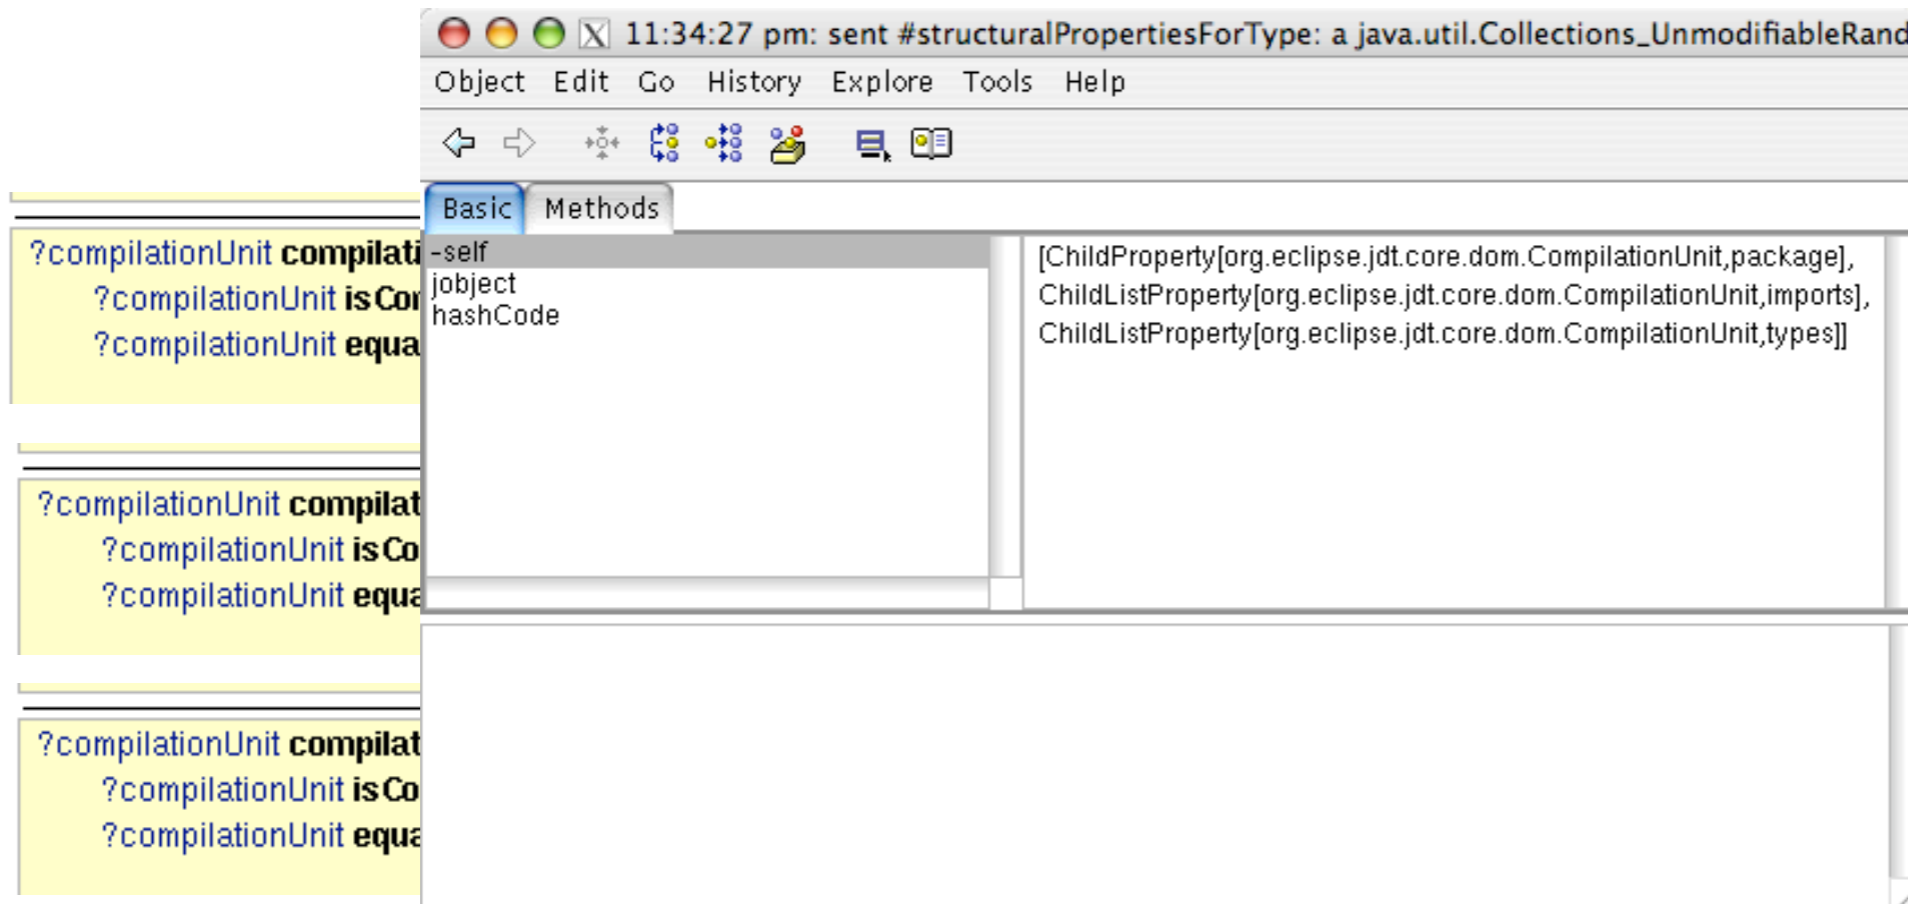 11:34:27 pm: sent #structuralPropertiesForType: a java.util.Collections_UnmodifiableRand
Object Edit Go History Explore Tools Help
Basic Methods
-self
jobject
hashCode
[ChildProperty[org.eclipse.jdt.core.dom.CompilationUnit,package],
ChildListProperty[org.eclipse.jdt.core.dom.CompilationUnit,imports],
ChildListProperty[org.eclipse.jdt.core.dom.CompilationUnit,types]]
?compilationUnit compilati
?compilationUnit isCor
?compilationUnit equa
?compilationUnit compilat
?compilationUnit isCo
?compilationUnit equa
?compilationUnit compilat
?compilationUnit isCo
?compilationUnit equa